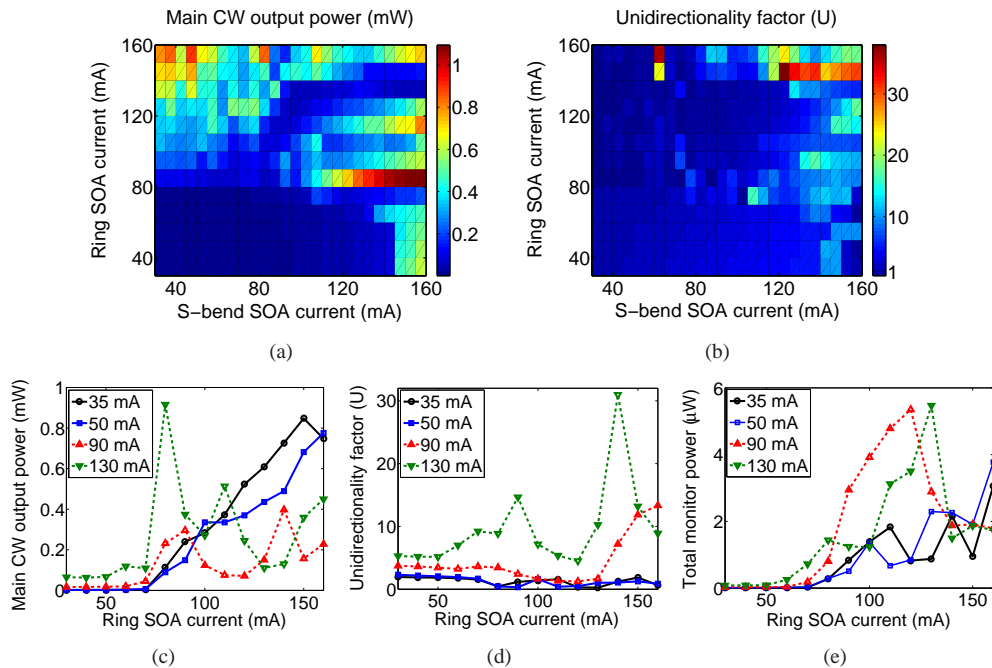 Main CW output power (mW)
Unidirectionality factor (U)
Ring SOA current (mA)
160
120
80
40
40 80 120 160
S−bend SOA current (mA)
1
0.8
0.6
0.4
0.2
Ring SOA current (mA)
160
120
80
40
40 80 120 160
S−bend SOA current (mA)
30
20
10
1
(a)
(b)
Main CW output power (mW)
1
0.8
0.6
0.4
0.2
0
35 mA
50 mA
90 mA
130 mA
50 100 150
Ring SOA current (mA)
Unidirectionality factor (U)
30
20
10
0
35 mA
50 mA
90 mA
130 mA
50 100 150
Ring SOA current (mA)
Total monitor power (μW)
6
4
2
0
35 mA
50 mA
90 mA
130 mA
50 100 150
Ring SOA current (mA)
(c)
(d)
(e)